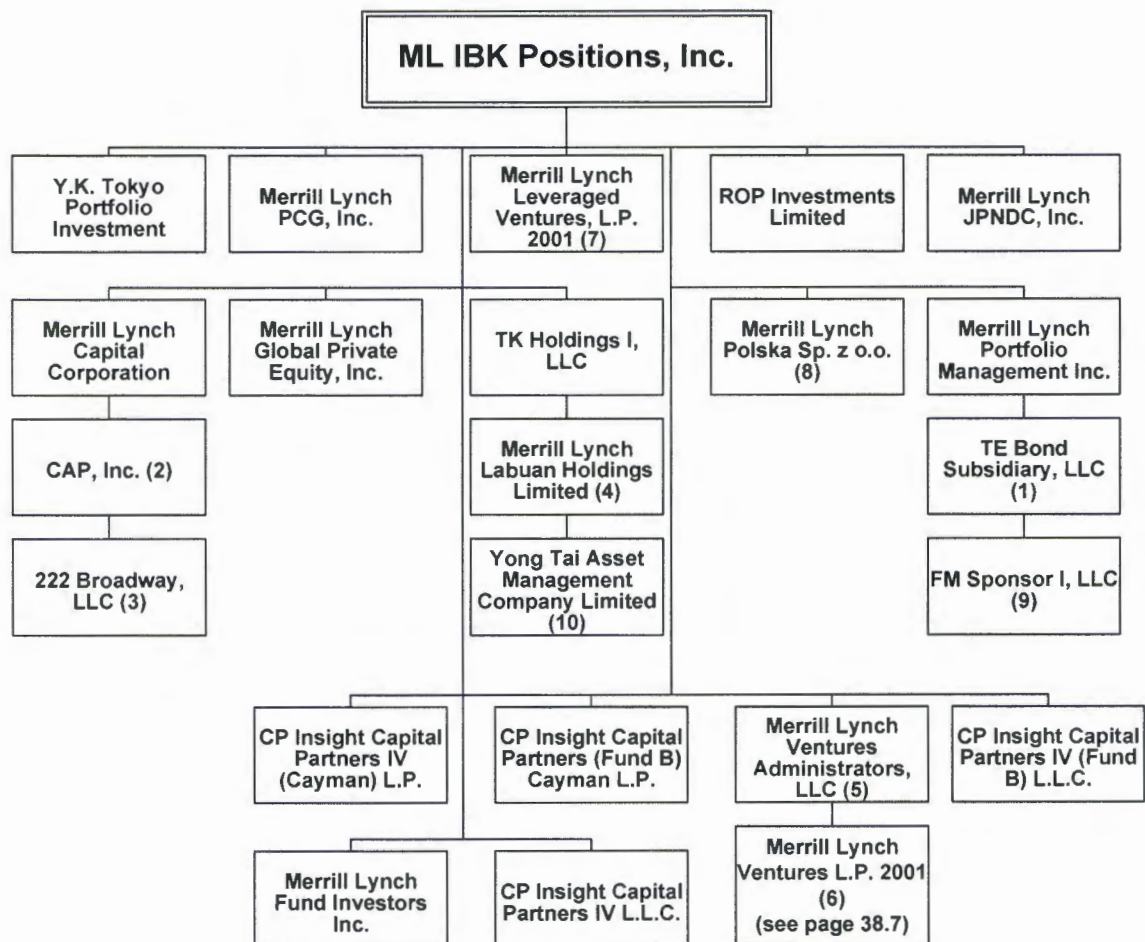 ML IBK Positions, Inc.
Y.K. Tokyo
Portfolio
Investment
Merrill Lynch
PCG, Inc.
Merrill Lynch
Leveraged
Ventures, L.P.
2001 (7)
ROP Investments
Limited
Merrill Lynch
JPNDC, Inc.
Merrill Lynch
Capital
Corporation
Merrill Lynch
Global Private
Equity, Inc.
TK Holdings I,
LLC
Merrill Lynch
Polska Sp. z o.o.
(8)
Merrill Lynch
Portfolio
Management Inc.
CAP, Inc. (2)
Merrill Lynch
Labuan Holdings
Limited (4)
TE Bond
Subsidiary, LLC
(1)
222 Broadway,
LLC (3)
Yong Tai Asset
Management
Company Limited
(10)
FM Sponsor I, LLC
(9)
CP Insight Capital
Partners IV
(Cayman) L.P.
CP Insight Capital
Partners (Fund B)
Cayman L.P.
Merrill Lynch
Ventures
Administrators,
LLC (5)
CP Insight Capital
Partners IV (Fund
B) L.L.C.
Merrill Lynch
Fund Investors
Inc.
CP Insight Capital
Partners IV L.L.C.
Merrill Lynch
Ventures L.P. 2001
(6)
(see page 38.7)